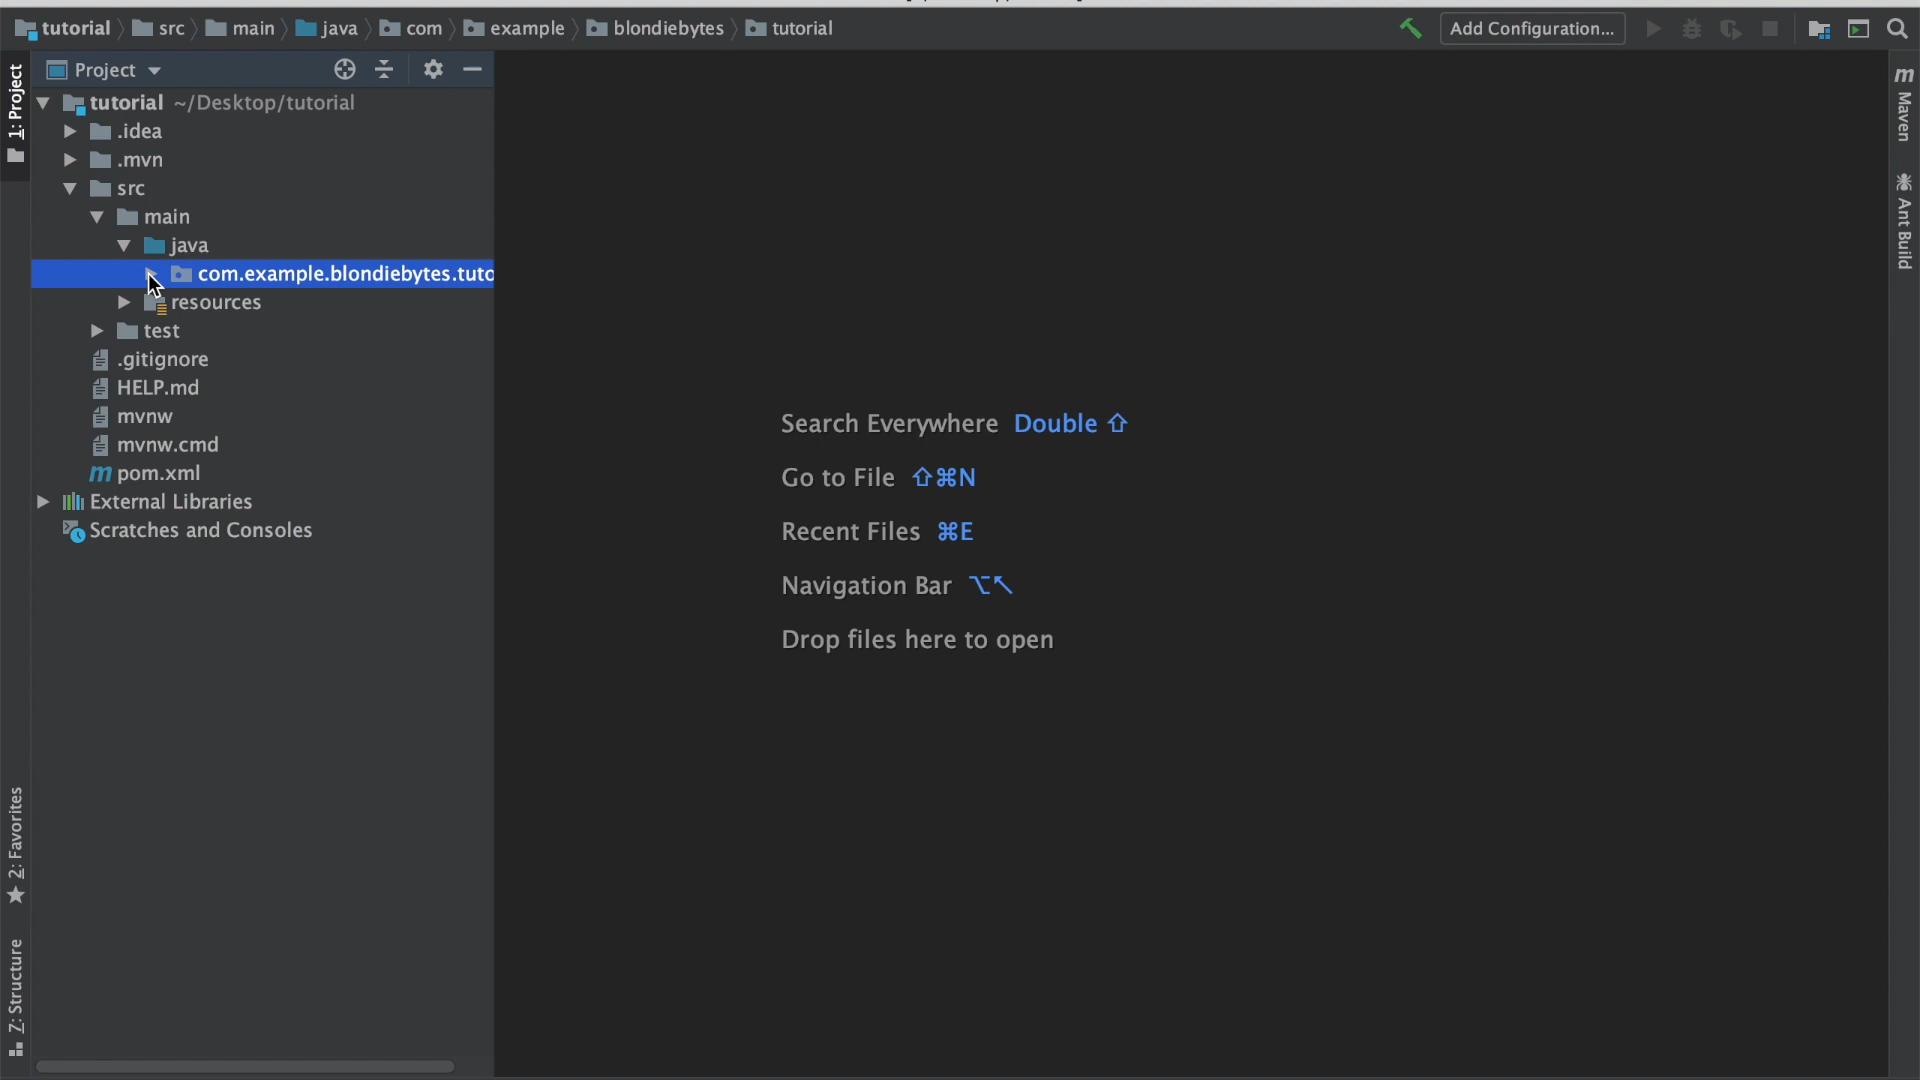 tutorial src main java com example blondiebytes tutorial Add Configuration...
1: Project
Project
tutorial ~/Desktop/tutorial
.idea
.mvn
src
main
java
com.example.blondiebytes.tuto
resources
test
.gitignore
HELP.md
mvnw
mvnw.cmd
m pom.xml
External Libraries
Scratches and Consoles
2: Favorites
7: Structure
Search Everywhere Double ⇧
Go to File ⇧⌘N
Recent Files ⌘E
Navigation Bar ⌥↖
Drop files here to open
m Maven
Ant Build